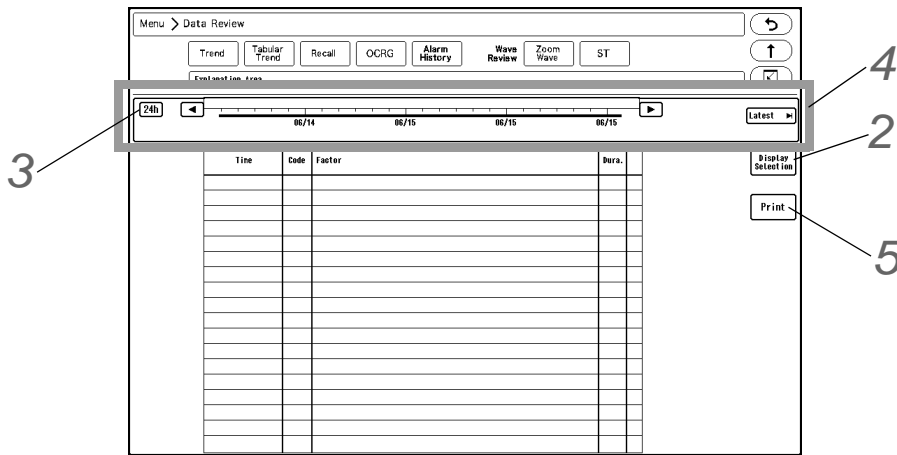 Menu > Data Review
Trend
Tabular Trend
Recall
OCRG
Alarm History
Wave Review
Zoom Wave
ST
Explanation Area
4
24h
06/14
06/15
06/15
06/15
Latest
2
3
Time
Code
Factor
Dura.
Display Selection
Print
5